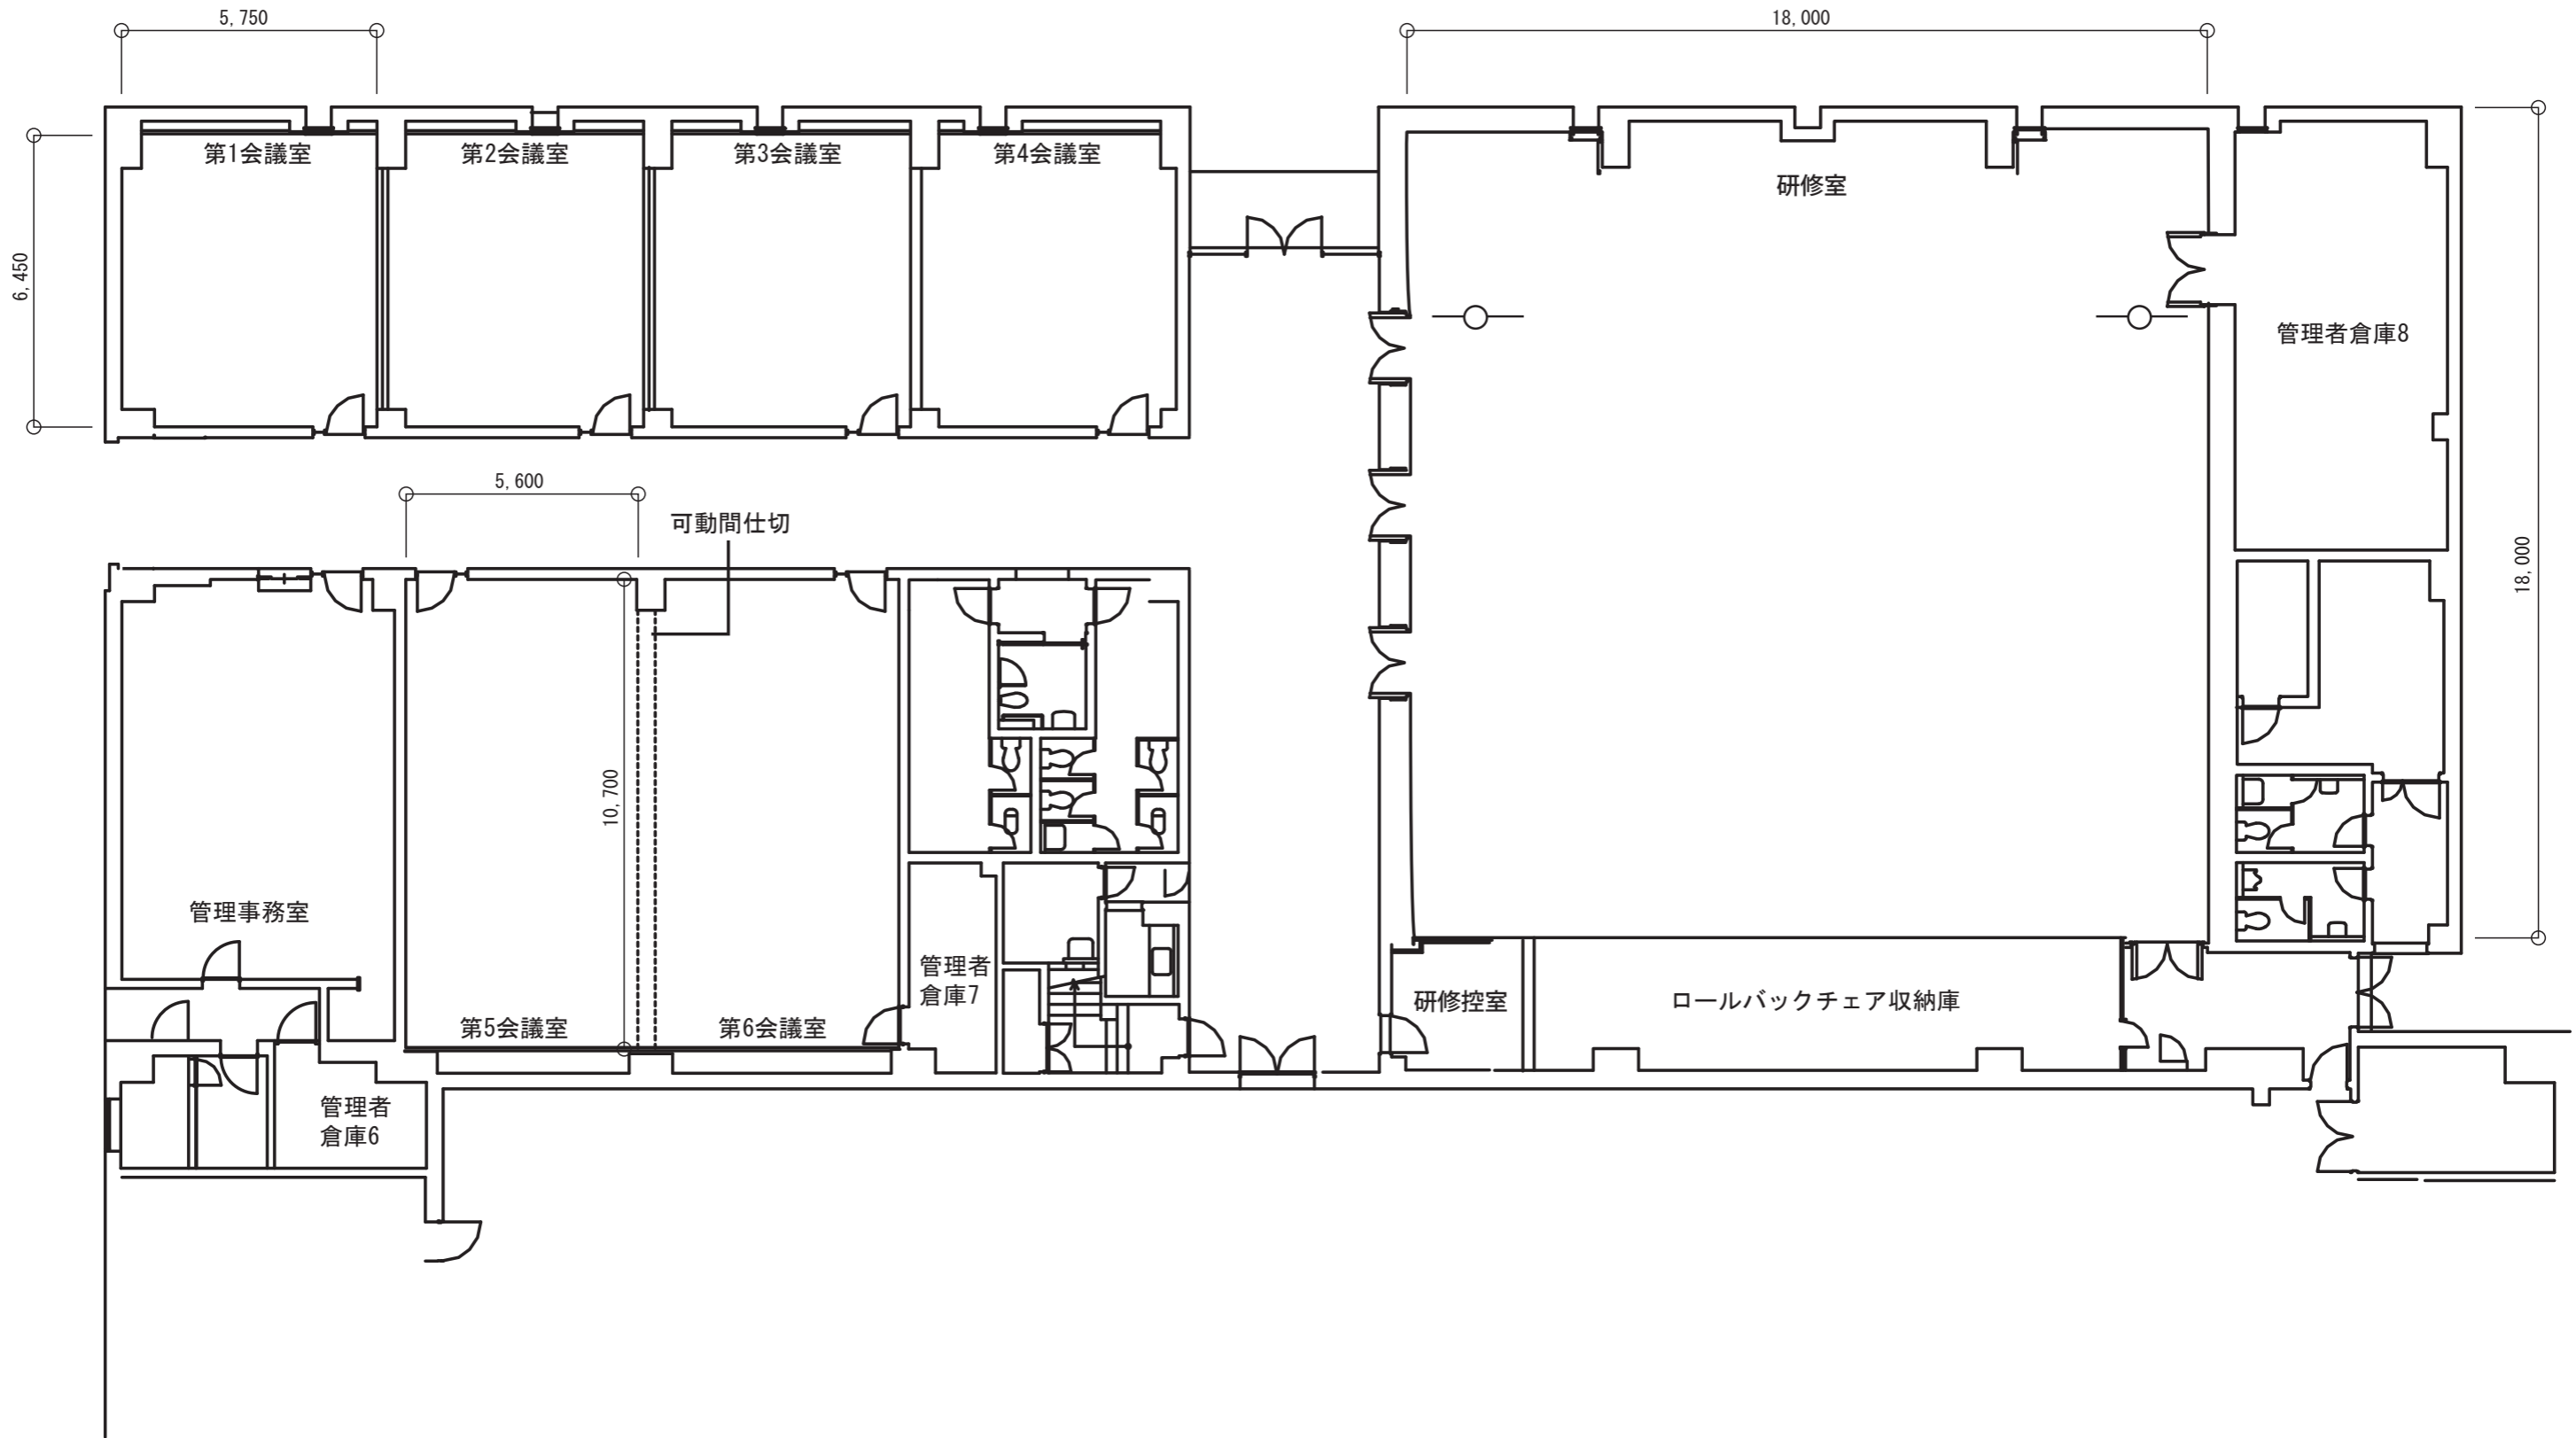 5,750
18,000
第1会議室
第2会議室
第3会議室
第4会議室
研修室
6,450
管理者倉庫8
5,600
可動間仕切
18,000
10,700
管理事務室
管理者
倉庫7
第5会議室
第6会議室
研修控室
ロールバックチェア収納庫
管理者
倉庫6